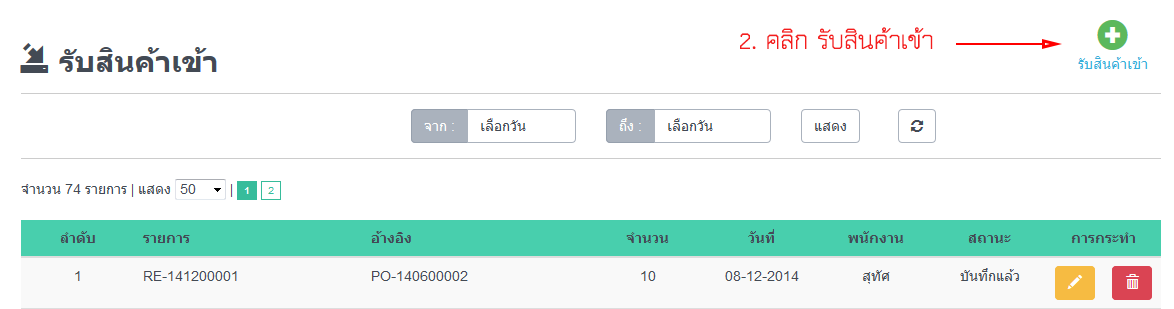 2. คลิก รับสินค้าเข้า
รับสินค้าเข้า
รับสินค้าเข้า
จาก : เลือกวัน ถึง : เลือกวัน แสดง
จำนวน 74 รายการ | แสดง 50 | 1 2
ลำดับ รายการ อ้างอิง จำนวน วันที่ พนักงาน สถานะ การกระทำ
1 RE-141200001 PO-140600002 10 08-12-2014 สุทัศ บันทึกแล้ว